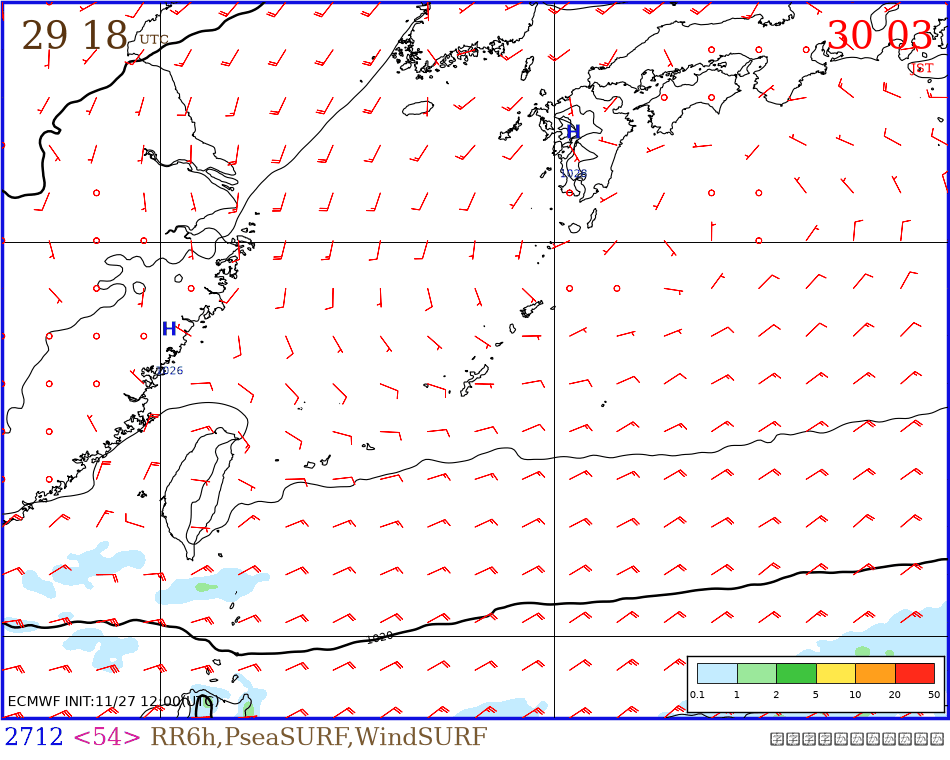 29 18 UTC
30 03 JST
H
1028
H
1026
1020
0.1 1 2 5 10 20 50
ECMWF INIT:11/27 12:00(UTC)
2712 <54> RR6h,PseaSURF,WindSURF